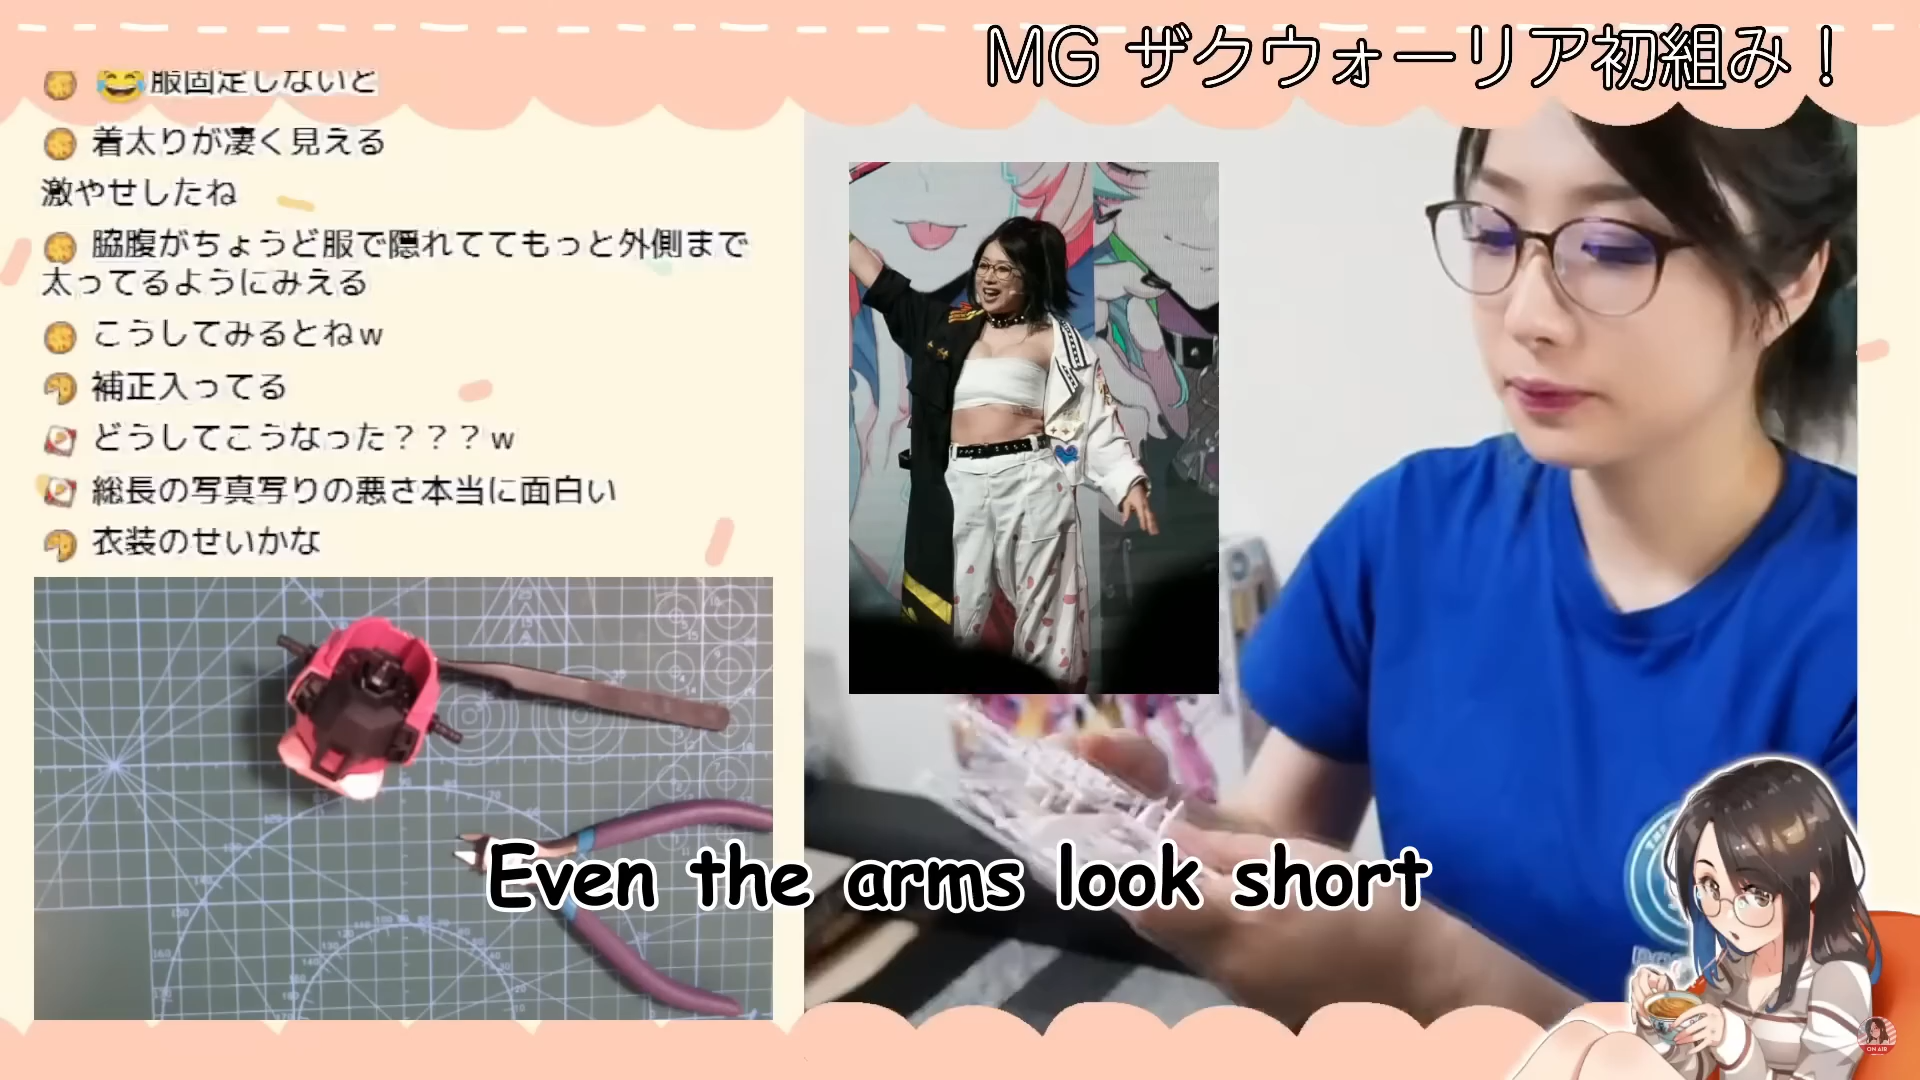 MG ザクウォーリア初組み！
😂服固定しないと
着太りが凄く見える
激やせしたね
脇腹がちょうど服で隠れててもっと外側まで
太ってるようにみえる
こうしてみるとねｗ
補正入ってる
どうしてこうなった？？？ｗ
総長の写真写りの悪さ本当に面白い
衣装のせいかな
Even the arms look short
ON AIR